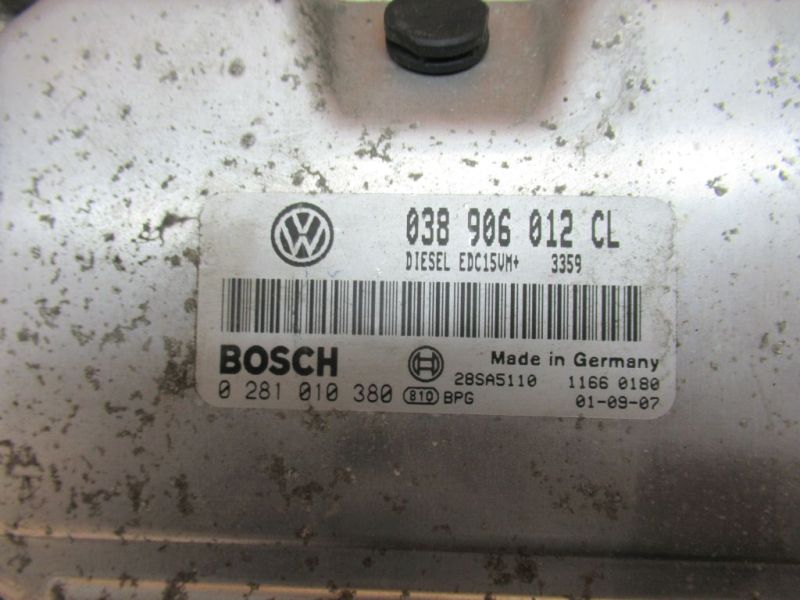 038 906 012 CL
DIESEL EDC15VM+ 3359
BOSCH Made in Germany
0 281 010 380 810 BPG 28SA5110 1166 0180
01-09-07